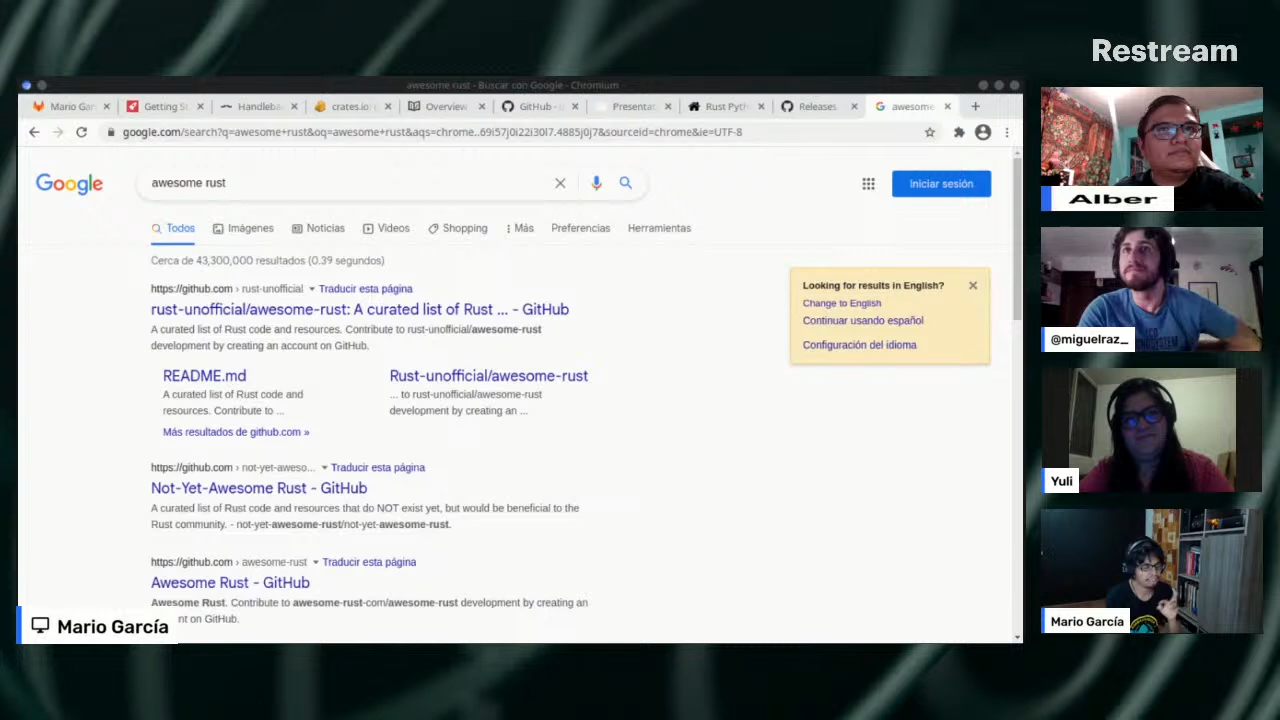 Restream
awesome rust - Buscar con Google - Chromium
Mario Gar
Getting S
Handleba
crates.io:
Overview
GitHub -
Presentat
Rust Pyth
Releases
awesome
google.com/search?q=awesome+rust&oq=awesome+rust&aqs=chrome..69i57j0i22i30l7.4885j0j7&sourceid=chrome&ie=UTF-8
Google
awesome rust
Iniciar sesión
Todos
Imágenes
Noticias
Videos
Shopping
Más
Preferencias
Herramientas
Cerca de 43,300,000 resultados (0.39 segundos)
https://github.com › rust-unofficial
Traducir esta página
rust-unofficial/awesome-rust: A curated list of Rust ... - GitHub
A curated list of Rust code and resources. Contribute to rust-unofficial/awesome-rust
development by creating an account on GitHub.
README.md
A curated list of Rust code and
resources. Contribute to ...
Rust-unofficial/awesome-rust
... to rust-unofficial/awesome-rust
development by creating an ...
Más resultados de github.com »
https://github.com › not-yet-aweso...
Traducir esta página
Not-Yet-Awesome Rust - GitHub
A curated list of Rust code and resources that do NOT exist yet, but would be beneficial to the
Rust community. - not-yet-awesome-rust/not-yet-awesome-rust.
https://github.com › awesome-rust
Traducir esta página
Awesome Rust - GitHub
Awesome Rust. Contribute to awesome-rust-com/awesome-rust development by creating an
nt on GitHub.
Looking for results in English?
Change to English
Continuar usando español
Configuración del idioma
Mario García
Alber
@miguelraz_
Yuli
Mario García